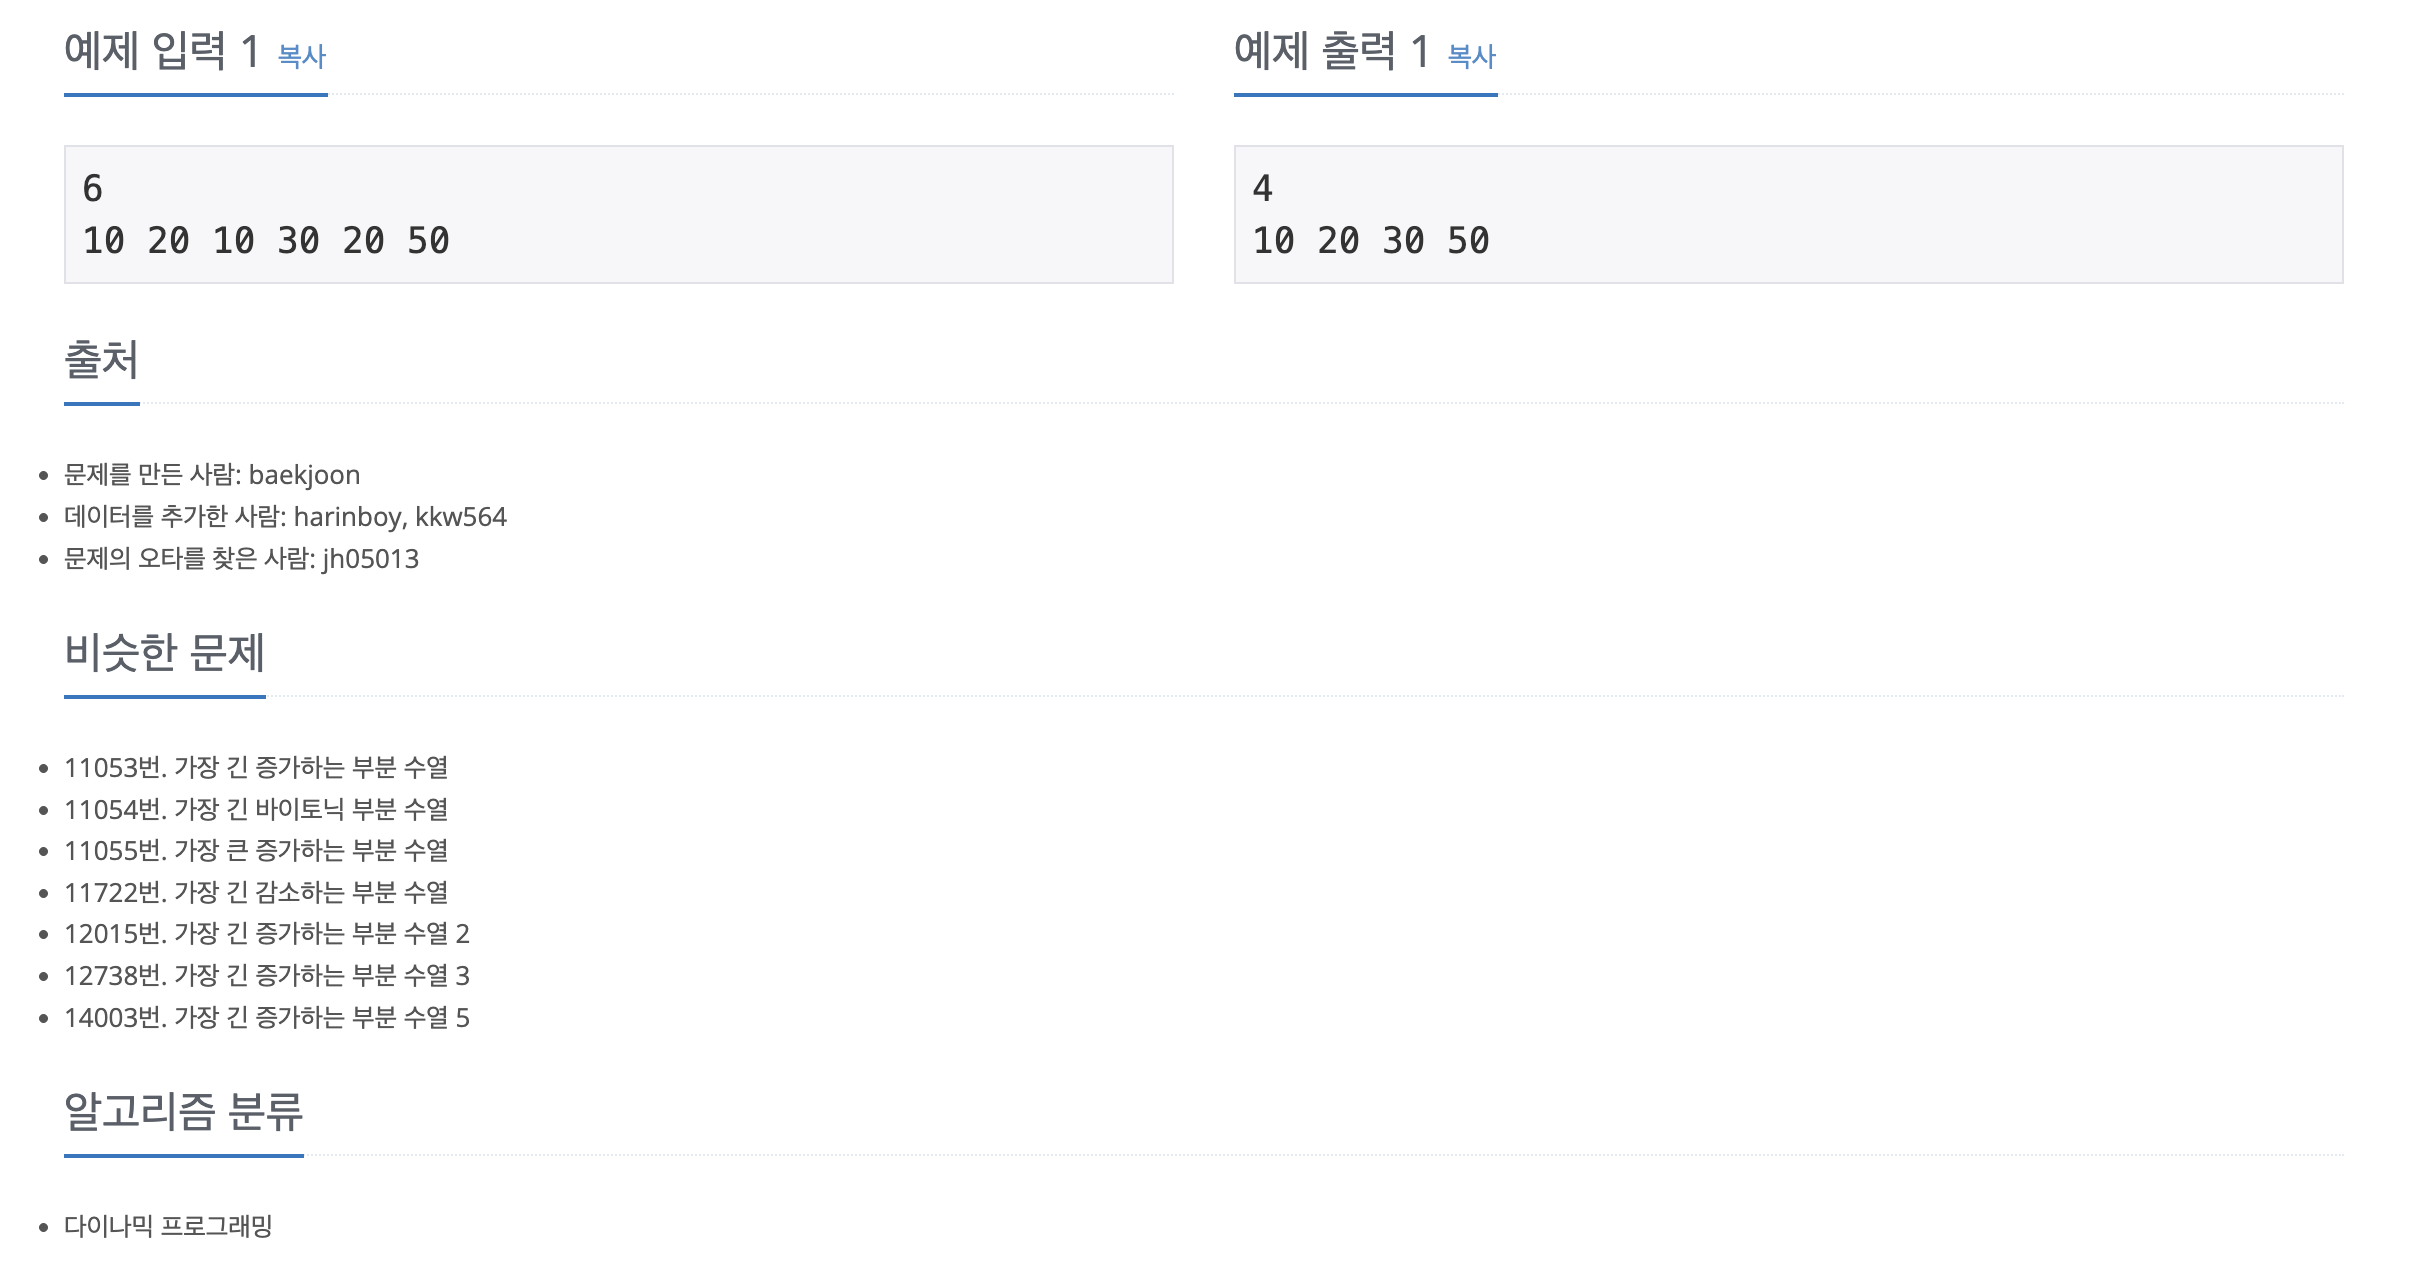 예제 입력 1 복사
6
10 20 10 30 20 50
예제 출력 1 복사
4
10 20 30 50
출처
문제를 만든 사람: baekjoon
데이터를 추가한 사람: harinboy, kkw564
문제의 오타를 찾은 사람: jh05013
비슷한 문제
11053번. 가장 긴 증가하는 부분 수열
11054번. 가장 긴 바이토닉 부분 수열
11055번. 가장 큰 증가하는 부분 수열
11722번. 가장 긴 감소하는 부분 수열
12015번. 가장 긴 증가하는 부분 수열 2
12738번. 가장 긴 증가하는 부분 수열 3
14003번. 가장 긴 증가하는 부분 수열 5
알고리즘 분류
다이나믹 프로그래밍